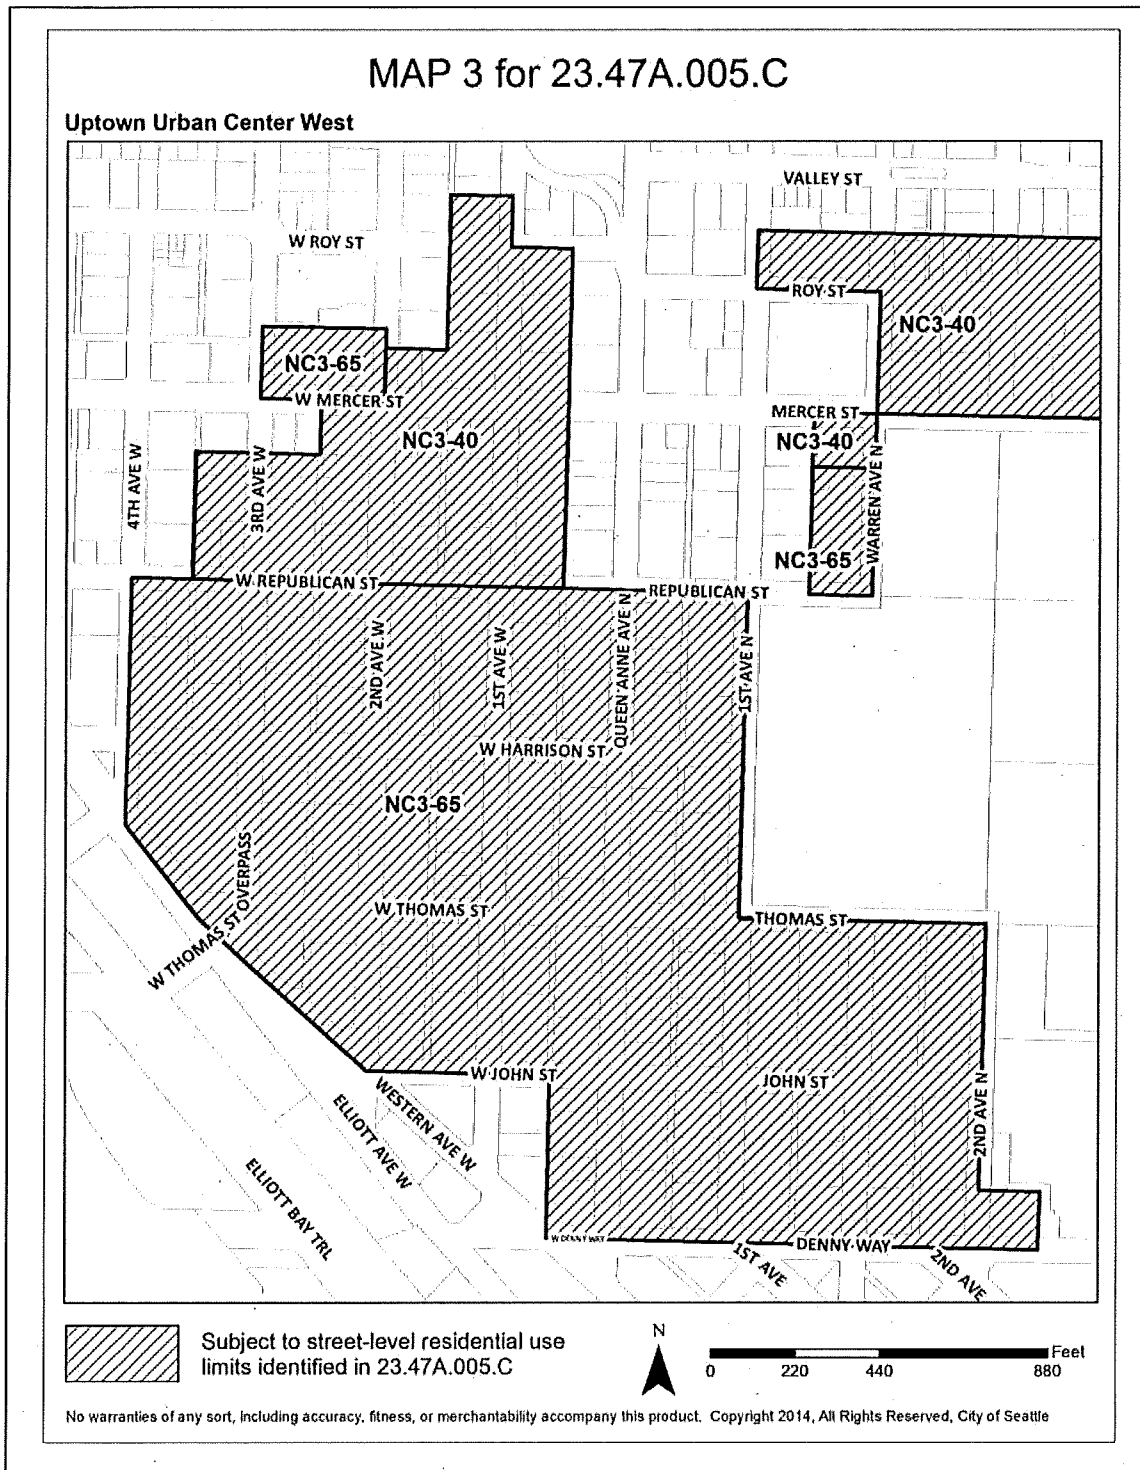 MAP 3 for 23.47A.005.C
Uptown Urban Center West
VALLEY ST
W ROY ST
ROY ST
NC3-40
NC3-65
W MERCER ST
MERCER ST
NC3-40
NC3-40
4TH AVE W
3RD AVE W
WARREN AVE N
NC3-65
W REPUBLICAN ST
REPUBLICAN ST
2ND AVE W
1ST AVE W
QUEEN ANNE AVE N
1ST AVE N
W HARRISON ST
NC3-65
W THOMAS ST OVERPASS
W THOMAS ST
THOMAS ST
W JOHN ST
JOHN ST
WESTERN AVE W
ELLIOTT AVE W
2ND AVE N
ELLIOTT BAY TRL
W DENNY WAY
DENNY WAY
1ST AVE
2ND AVE
Subject to street-level residential use
limits identified in 23.47A.005.C
N
Feet
0 220 440 880
No warranties of any sort, including accuracy, fitness, or merchantability accompany this product. Copyright 2014, All Rights Reserved, City of Seattle